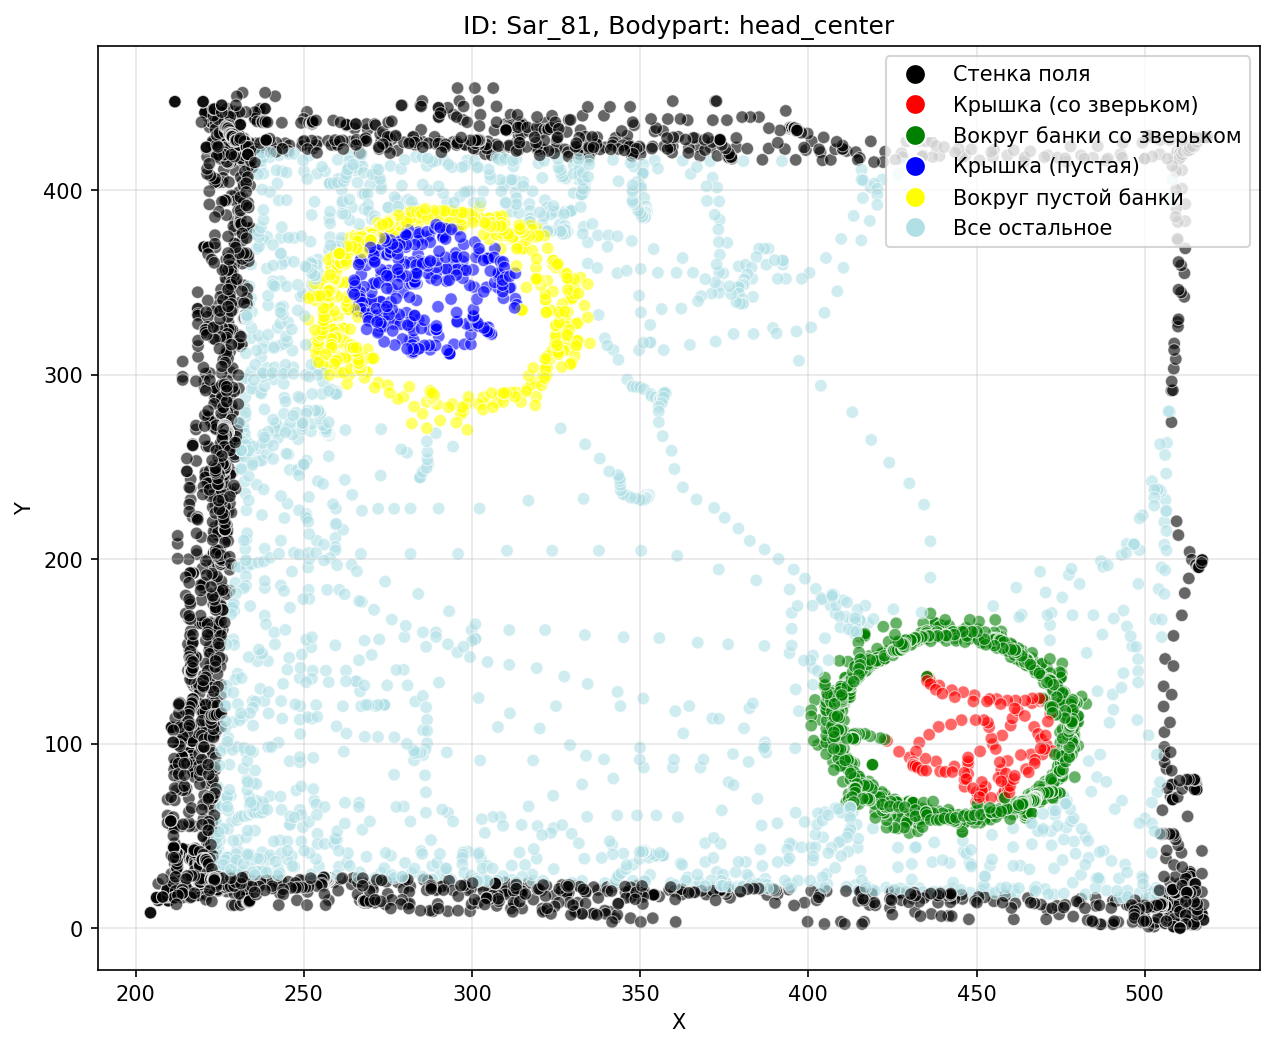 ID: Sar_81, Bodypart: head_center
Стенка поля
Крышка (со зверьком)
Вокруг банки со зверьком
Крышка (пустая)
Вокруг пустой банки
Все остальное
Y
400
300
200
100
0
200 250 300 350 400 450 500
X